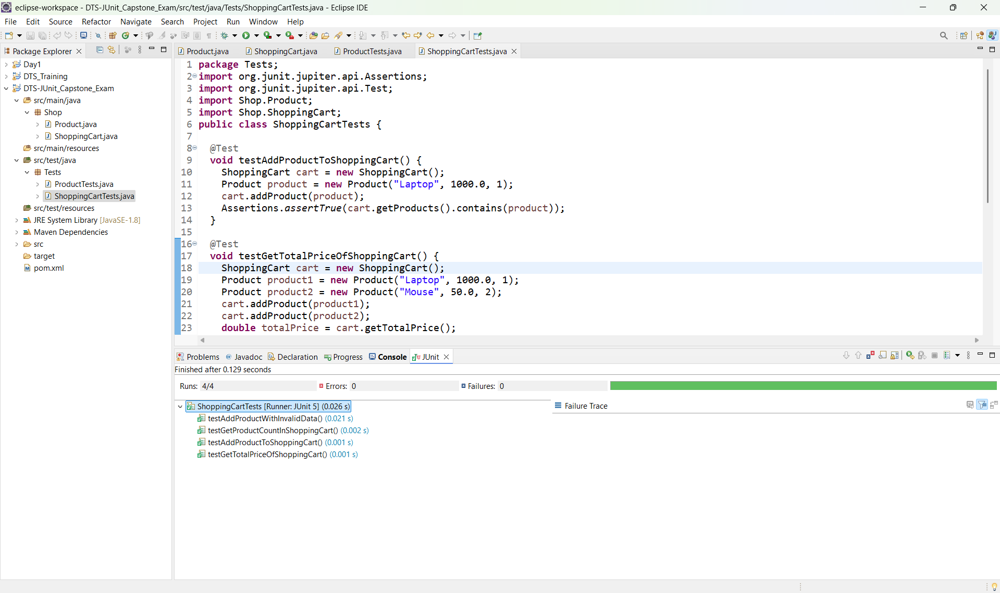 eclipse-workspace - DTS-JUnit_Capstone_Exam/src/test/java/Tests/ShoppingCartTests.java - Eclipse IDE
File Edit Source Refactor Navigate Search Project Run Window Help
Package Explorer
Day1
DTS_Training
DTS-JUnit_Capstone_Exam
src/main/java
Shop
Product.java
ShoppingCart.java
src/main/resources
src/test/java
Tests
ProductTests.java
ShoppingCartTests.java
src/test/resources
JRE System Library [JavaSE-1.8]
Maven Dependencies
src
target
pom.xml
Product.java ShoppingCart.java ProductTests.java ShoppingCartTests.java
1 package Tests;
2 import org.junit.jupiter.api.Assertions;
3 import org.junit.jupiter.api.Test;
4 import Shop.Product;
5 import Shop.ShoppingCart;
6 public class ShoppingCartTests {
7
8 @Test
9 void testAddProductToShoppingCart() {
10 ShoppingCart cart = new ShoppingCart();
11 Product product = new Product("Laptop", 1000.0, 1);
12 cart.addProduct(product);
13 Assertions.assertTrue(cart.getProducts().contains(product));
14 }
15
16 @Test
17 void testGetTotalPriceOfShoppingCart() {
18 ShoppingCart cart = new ShoppingCart();
19 Product product1 = new Product("Laptop", 1000.0, 1);
20 Product product2 = new Product("Mouse", 50.0, 2);
21 cart.addProduct(product1);
22 cart.addProduct(product2);
23 double totalPrice = cart.getTotalPrice();
Problems Javadoc Declaration Progress Console JUnit
Finished after 0.129 seconds
Runs: 4/4 Errors: 0 Failures: 0
ShoppingCartTests [Runner: JUnit 5] (0.026 s)
testAddProductWithInvalidData() (0.021 s)
testGetProductCountInShoppingCart() (0.002 s)
testAddProductToShoppingCart() (0.001 s)
testGetTotalPriceOfShoppingCart() (0.001 s)
Failure Trace